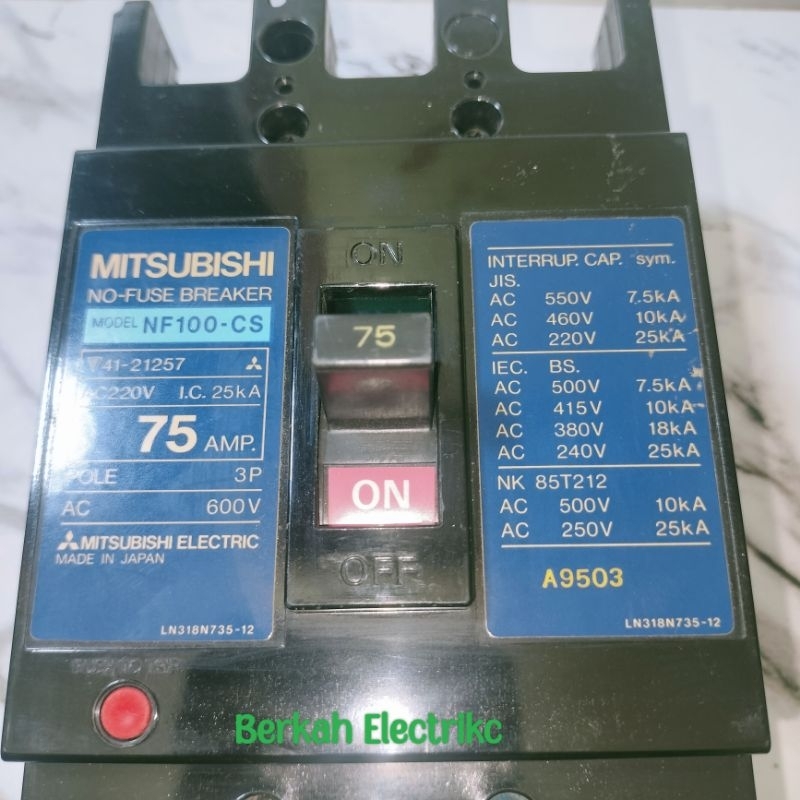 ON
MITSUBISHI
NO-FUSE BREAKER
MODEL NF100-CS
▽41-21257
AC220V I.C. 25kA
75 AMP.
POLE 3P
AC 600V
MITSUBISHI ELECTRIC
MADE IN JAPAN
LN318N735-12
75
ON
OFF
INTERRUP. CAP. sym.
JIS.
AC 550V 7.5kA
AC 460V 10kA
AC 220V 25kA
IEC. BS.
AC 500V 7.5kA
AC 415V 10kA
AC 380V 18kA
AC 240V 25kA
NK 85T212
AC 500V 10kA
AC 250V 25kA
A9503
LN318N735-12
PUSH TO TRIP
Berkah Electrikc